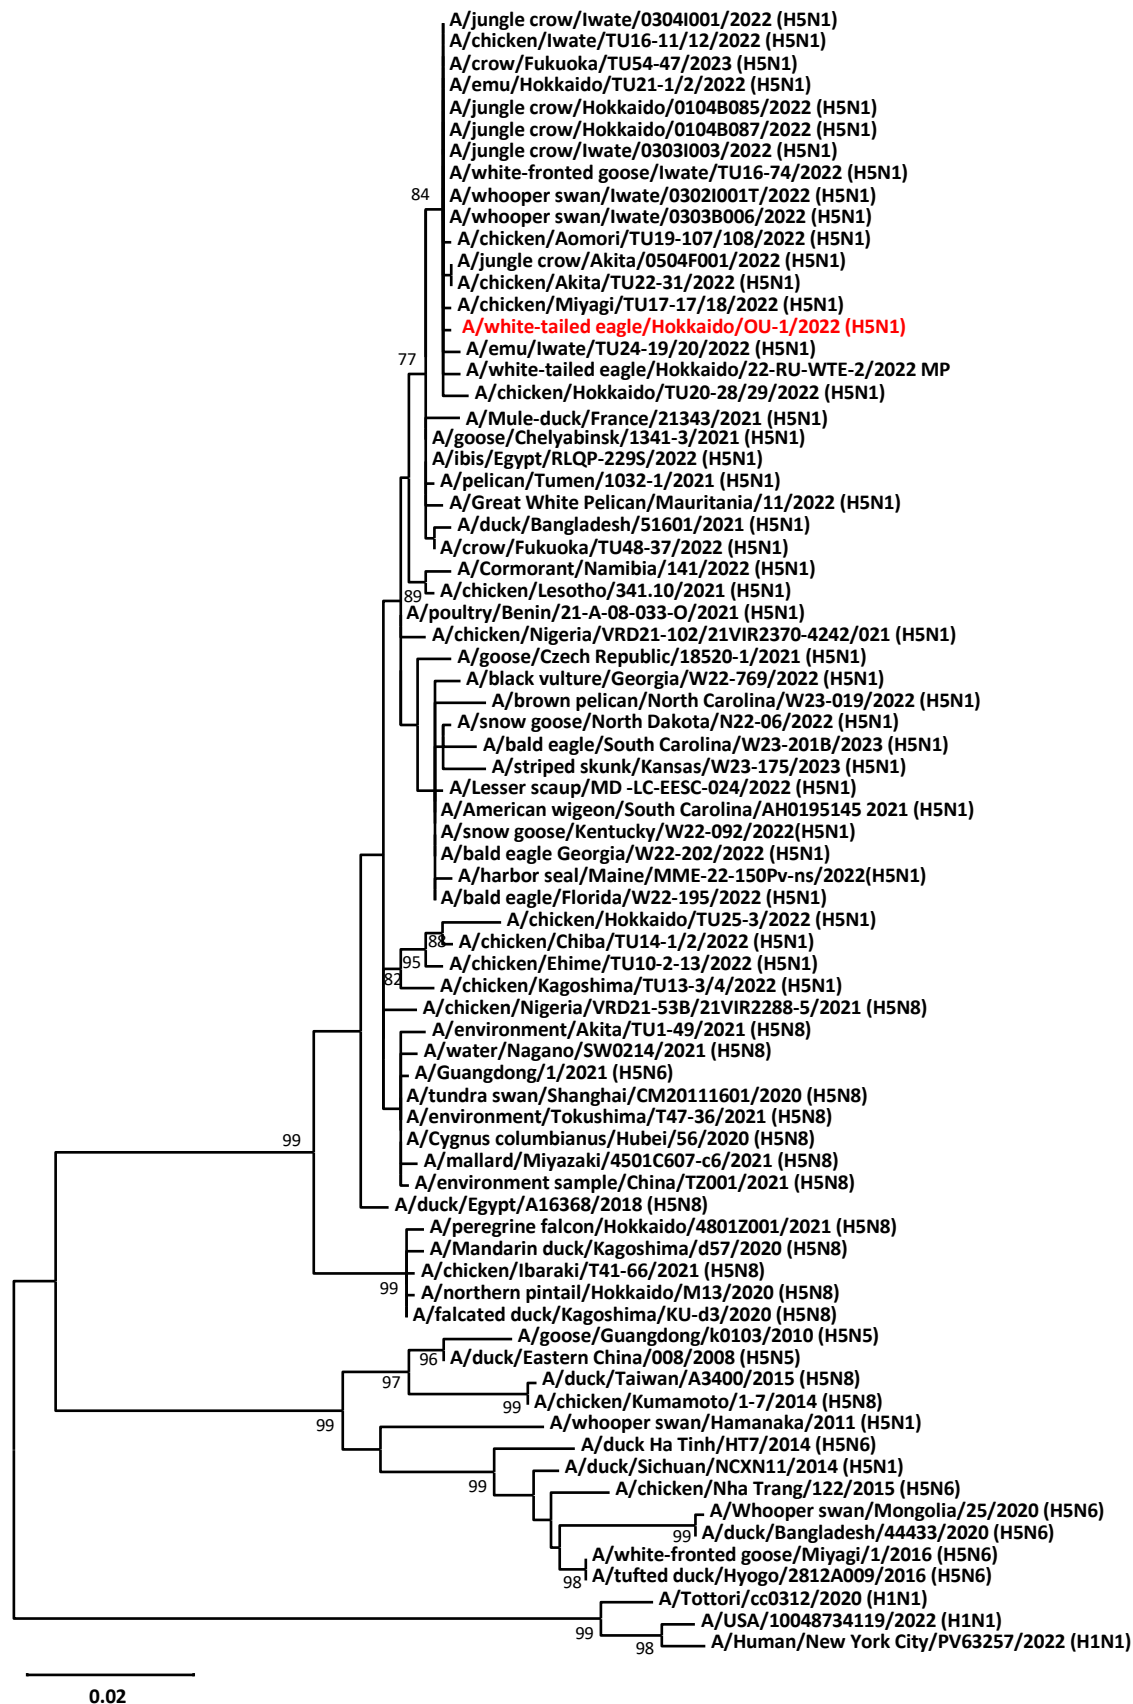 A/jungle crow/Iwate/0304I001/2022 (H5N1)
A/chicken/Iwate/TU16-11/12/2022 (H5N1)
A/crow/Fukuoka/TU54-47/2023 (H5N1)
A/emu/Hokkaido/TU21-1/2/2022 (H5N1)
A/jungle crow/Hokkaido/0104B085/2022 (H5N1)
A/jungle crow/Hokkaido/0104B087/2022 (H5N1)
A/jungle crow/Iwate/0303I003/2022 (H5N1)
A/white-fronted goose/Iwate/TU16-74/2022 (H5N1)
84
A/whooper swan/Iwate/0302I001T/2022 (H5N1)
A/whooper swan/Iwate/0303B006/2022 (H5N1)
A/chicken/Aomori/TU19-107/108/2022 (H5N1)
A/jungle crow/Akita/0504F001/2022 (H5N1)
A/chicken/Akita/TU22-31/2022 (H5N1)
A/chicken/Miyagi/TU17-17/18/2022 (H5N1)
A/white-tailed eagle/Hokkaido/OU-1/2022 (H5N1)
A/emu/Iwate/TU24-19/20/2022 (H5N1)
77
A/white-tailed eagle/Hokkaido/22-RU-WTE-2/2022 MP
A/chicken/Hokkaido/TU20-28/29/2022 (H5N1)
A/Mule-duck/France/21343/2021 (H5N1)
A/goose/Chelyabinsk/1341-3/2021 (H5N1)
A/ibis/Egypt/RLQP-229S/2022 (H5N1)
A/pelican/Tumen/1032-1/2021 (H5N1)
A/Great White Pelican/Mauritania/11/2022 (H5N1)
A/duck/Bangladesh/51601/2021 (H5N1)
A/crow/Fukuoka/TU48-37/2022 (H5N1)
A/Cormorant/Namibia/141/2022 (H5N1)
A/chicken/Lesotho/341.10/2021 (H5N1)
89
A/poultry/Benin/21-A-08-033-O/2021 (H5N1)
A/chicken/Nigeria/VRD21-102/21VIR2370-4242/021 (H5N1)
A/goose/Czech Republic/18520-1/2021 (H5N1)
A/black vulture/Georgia/W22-769/2022 (H5N1)
A/brown pelican/North Carolina/W23-019/2022 (H5N1)
A/snow goose/North Dakota/N22-06/2022 (H5N1)
A/bald eagle/South Carolina/W23-201B/2023 (H5N1)
A/striped skunk/Kansas/W23-175/2023 (H5N1)
A/Lesser scaup/MD -LC-EESC-024/2022 (H5N1)
A/American wigeon/South Carolina/AH0195145 2021 (H5N1)
A/snow goose/Kentucky/W22-092/2022(H5N1)
A/bald eagle Georgia/W22-202/2022 (H5N1)
A/harbor seal/Maine/MME-22-150Pv-ns/2022(H5N1)
A/bald eagle/Florida/W22-195/2022 (H5N1)
A/chicken/Hokkaido/TU25-3/2022 (H5N1)
88
A/chicken/Chiba/TU14-1/2/2022 (H5N1)
95
A/chicken/Ehime/TU10-2-13/2022 (H5N1)
82
A/chicken/Kagoshima/TU13-3/4/2022 (H5N1)
A/chicken/Nigeria/VRD21-53B/21VIR2288-5/2021 (H5N8)
A/environment/Akita/TU1-49/2021 (H5N8)
A/water/Nagano/SW0214/2021 (H5N8)
A/Guangdong/1/2021 (H5N6)
A/tundra swan/Shanghai/CM20111601/2020 (H5N8)
A/environment/Tokushima/T47-36/2021 (H5N8)
99
A/Cygnus columbianus/Hubei/56/2020 (H5N8)
A/mallard/Miyazaki/4501C607-c6/2021 (H5N8)
A/environment sample/China/TZ001/2021 (H5N8)
A/duck/Egypt/A16368/2018 (H5N8)
A/peregrine falcon/Hokkaido/4801Z001/2021 (H5N8)
A/Mandarin duck/Kagoshima/d57/2020 (H5N8)
A/chicken/Ibaraki/T41-66/2021 (H5N8)
99
A/northern pintail/Hokkaido/M13/2020 (H5N8)
A/falcated duck/Kagoshima/KU-d3/2020 (H5N8)
A/goose/Guangdong/k0103/2010 (H5N5)
96
A/duck/Eastern China/008/2008 (H5N5)
97
A/duck/Taiwan/A3400/2015 (H5N8)
99
A/chicken/Kumamoto/1-7/2014 (H5N8)
99
A/whooper swan/Hamanaka/2011 (H5N1)
A/duck Ha Tinh/HT7/2014 (H5N6)
A/duck/Sichuan/NCXN11/2014 (H5N1)
99
A/chicken/Nha Trang/122/2015 (H5N6)
A/Whooper swan/Mongolia/25/2020 (H5N6)
99
A/duck/Bangladesh/44433/2020 (H5N6)
A/white-fronted goose/Miyagi/1/2016 (H5N6)
98
A/tufted duck/Hyogo/2812A009/2016 (H5N6)
A/Tottori/cc0312/2020 (H1N1)
A/USA/10048734119/2022 (H1N1)
99
98
A/Human/New York City/PV63257/2022 (H1N1)
0.02